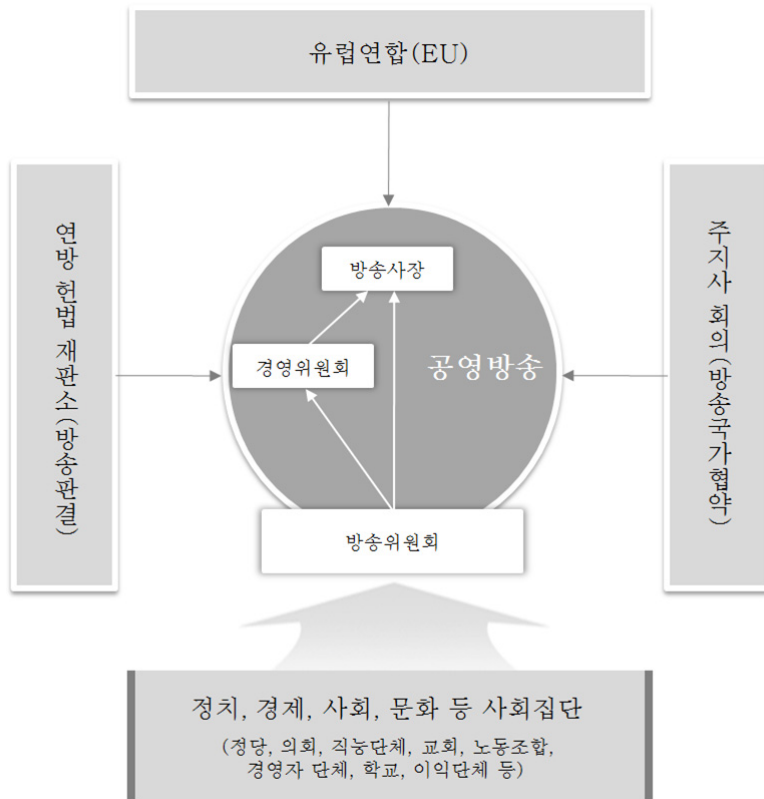 유럽연합(EU)
연방 헌법 재판소(방송판결)
방송사장
경영위원회
공영방송
방송위원회
주지사 회의(방송국가협약)
정치, 경제, 사회, 문화 등 사회집단
(정당, 의회, 직능단체, 교회, 노동조합,
경영자 단체, 학교, 이익단체 등)